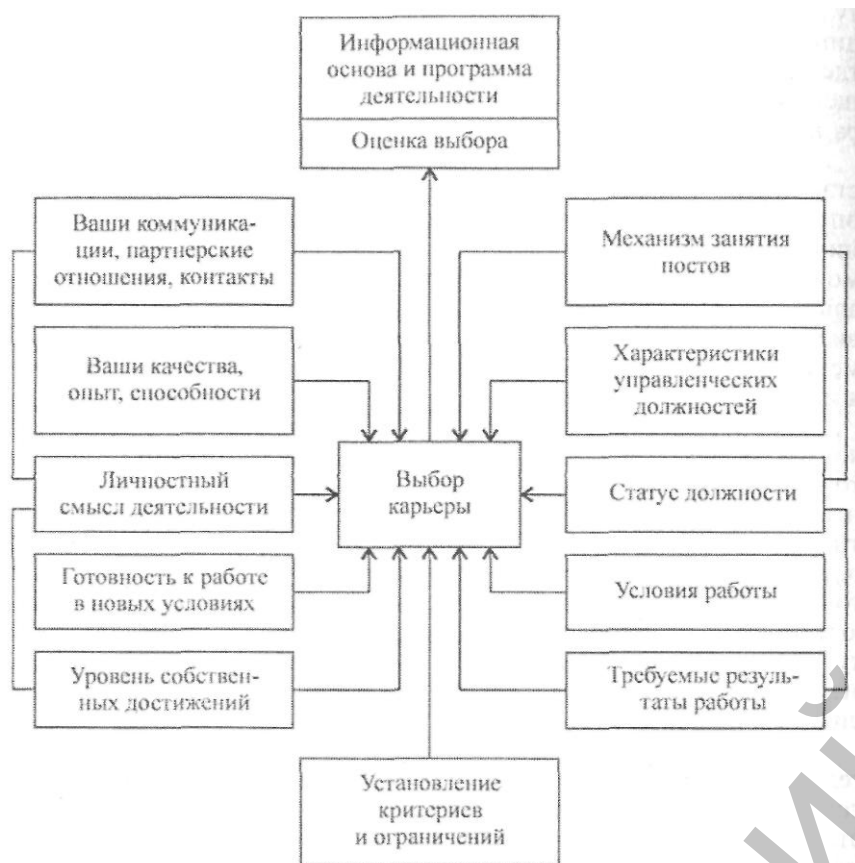 Информационная
основа и программа
деятельности
Оценка выбора
Ваши коммуника-
ции, партнерские
отношения, контакты
Механизм занятия
постов
Ваши качества,
опыт, способности
Характеристики
управленческих
должностей
Личностный
смысл деятельности
Выбор
карьеры
Статус должности
Готовность к работе
в новых условиях
Условия работы
Уровень собствен-
ных достижений
Требуемые резуль-
таты работы
Установление
критериев
и ограничений